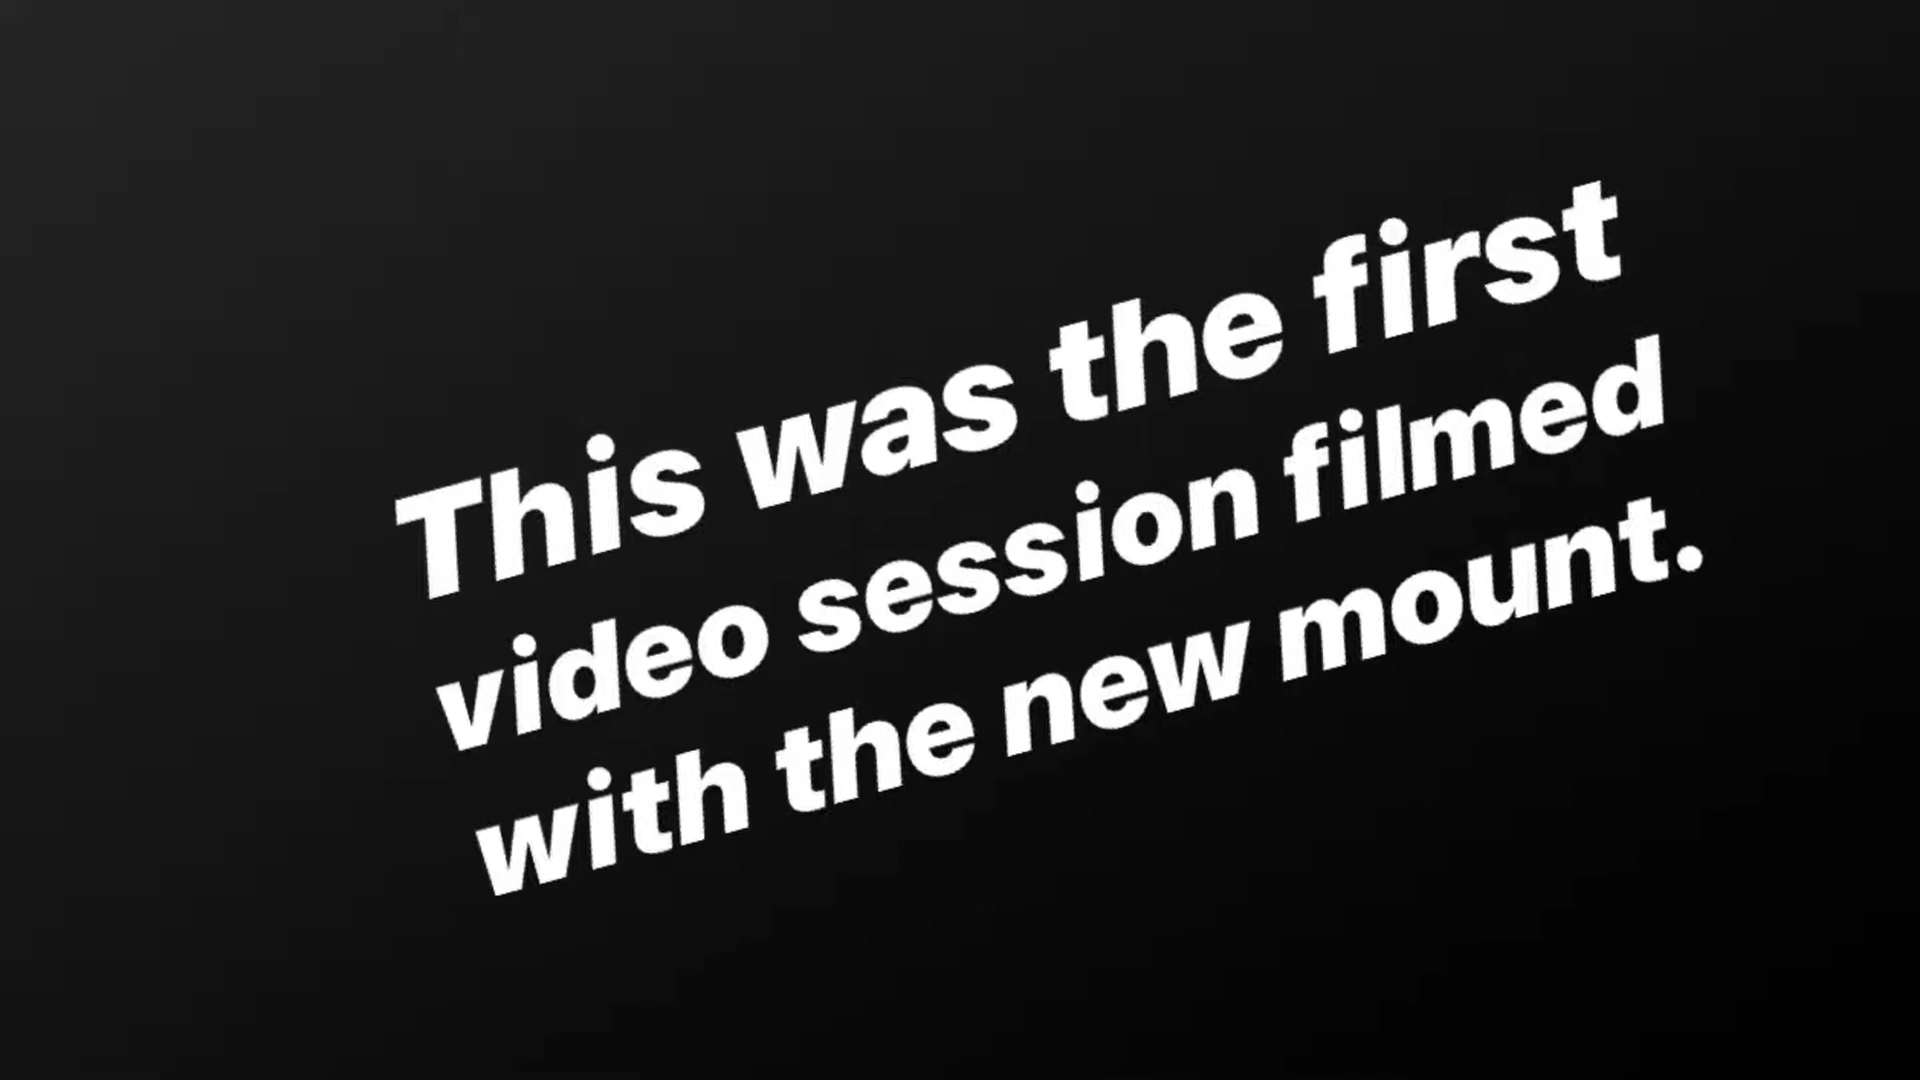 This was the first
video session filmed
with the new mount.